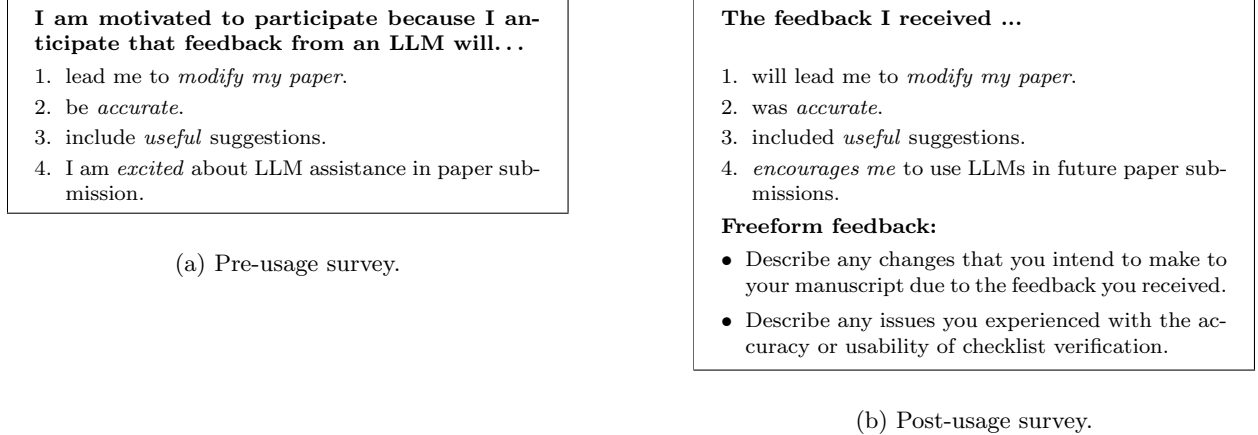 I am motivated to participate because I an-
ticipate that feedback from an LLM will...
1. lead me to modify my paper.
2. be accurate.
3. include useful suggestions.
4. I am excited about LLM assistance in paper sub-
mission.
(a) Pre-usage survey.
The feedback I received ...
1. will lead me to modify my paper.
2. was accurate.
3. included useful suggestions.
4. encourages me to use LLMs in future paper sub-
missions.
Freeform feedback:
• Describe any changes that you intend to make to
your manuscript due to the feedback you received.
• Describe any issues you experienced with the ac-
curacy or usability of checklist verification.
(b) Post-usage survey.